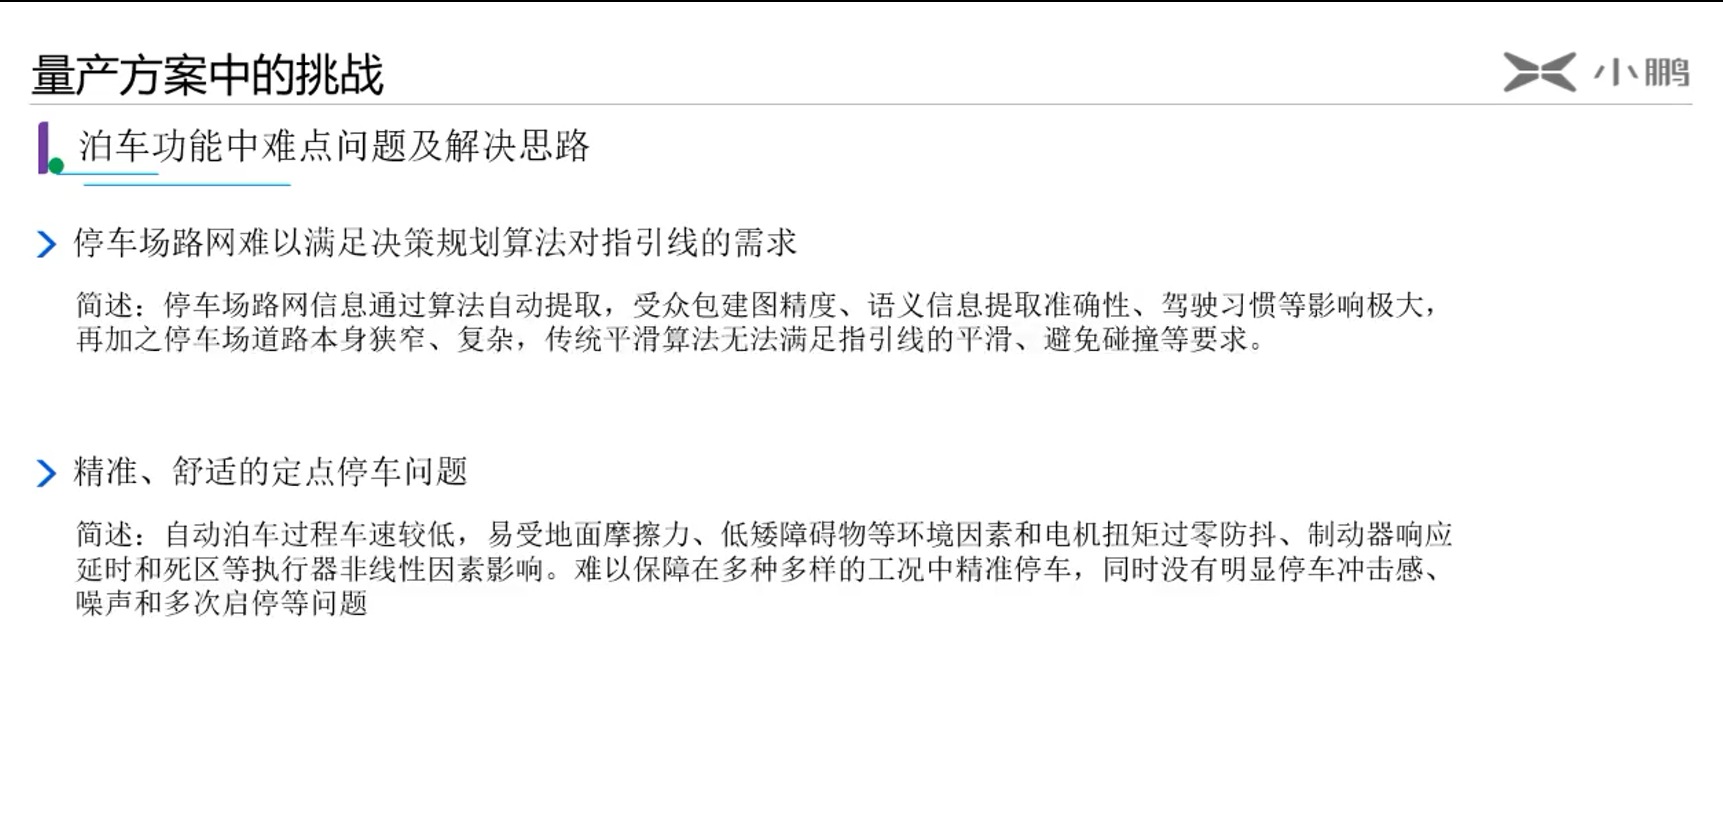 量产方案中的挑战
小鹏
泊车功能中难点问题及解决思路
停车场路网难以满足决策规划算法对指引线的需求
简述：停车场路网信息通过算法自动提取，受众包建图精度、语义信息提取准确性、驾驶习惯等影响极大，
再加之停车场道路本身狭窄、复杂，传统平滑算法无法满足指引线的平滑、避免碰撞等要求。
精准、舒适的定点停车问题
简述：自动泊车过程车速较低，易受地面摩擦力、低矮障碍物等环境因素和电机扭矩过零防抖、制动器响应
延时和死区等执行器非线性因素影响。难以保障在多种多样的工况中精准停车，同时没有明显停车冲击感、
噪声和多次启停等问题